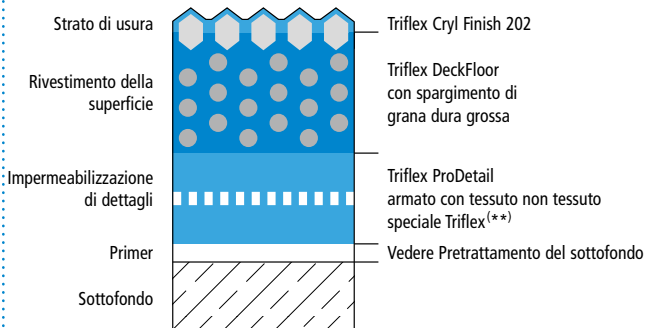 Strato di usura
Triflex Cryl Finish 202
Rivestimento della
superficie
Triflex DeckFloor
con spargimento di
grana dura grossa
Impermeabilizzazione
di dettagli
Triflex ProDetail
armato con tessuto non tessuto
speciale Triflex(**)
Primer
Vedere Pretrattamento del sottofondo
Sottofondo